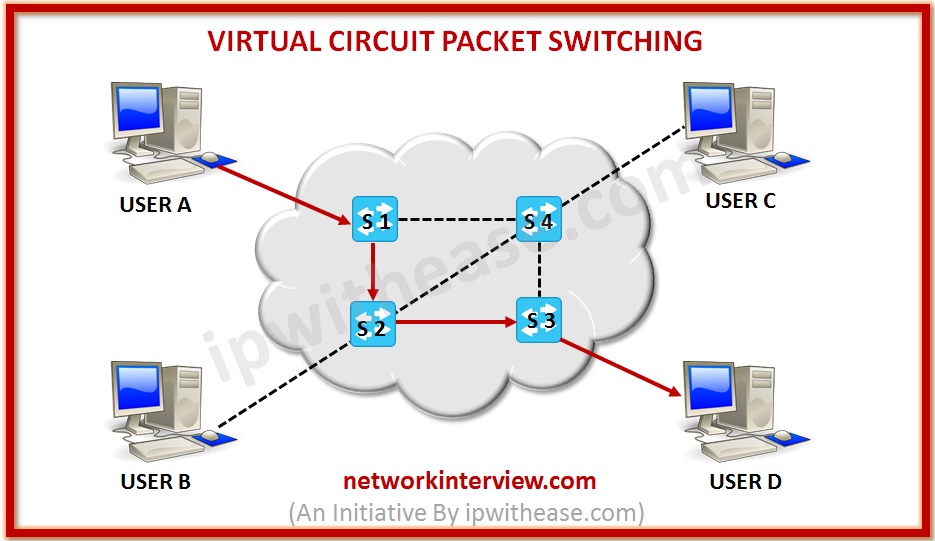 VIRTUAL CIRCUIT PACKET SWITCHING
USER A
USER C
S 1
S 4
S 2
S 3
ipwithease.com
USER B
USER D
networkinterview.com
(An Initiative By ipwithease.com)